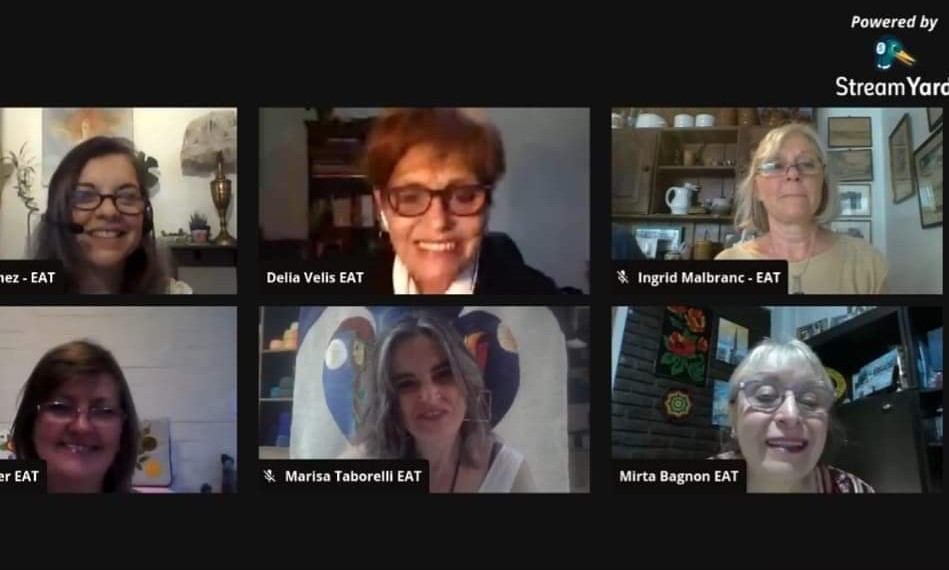 Powered by
StreamYard
nez - EAT
Delia Velis EAT
Ingrid Malbranc - EAT
er EAT
Marisa Taborelli EAT
Mirta Bagnon EAT